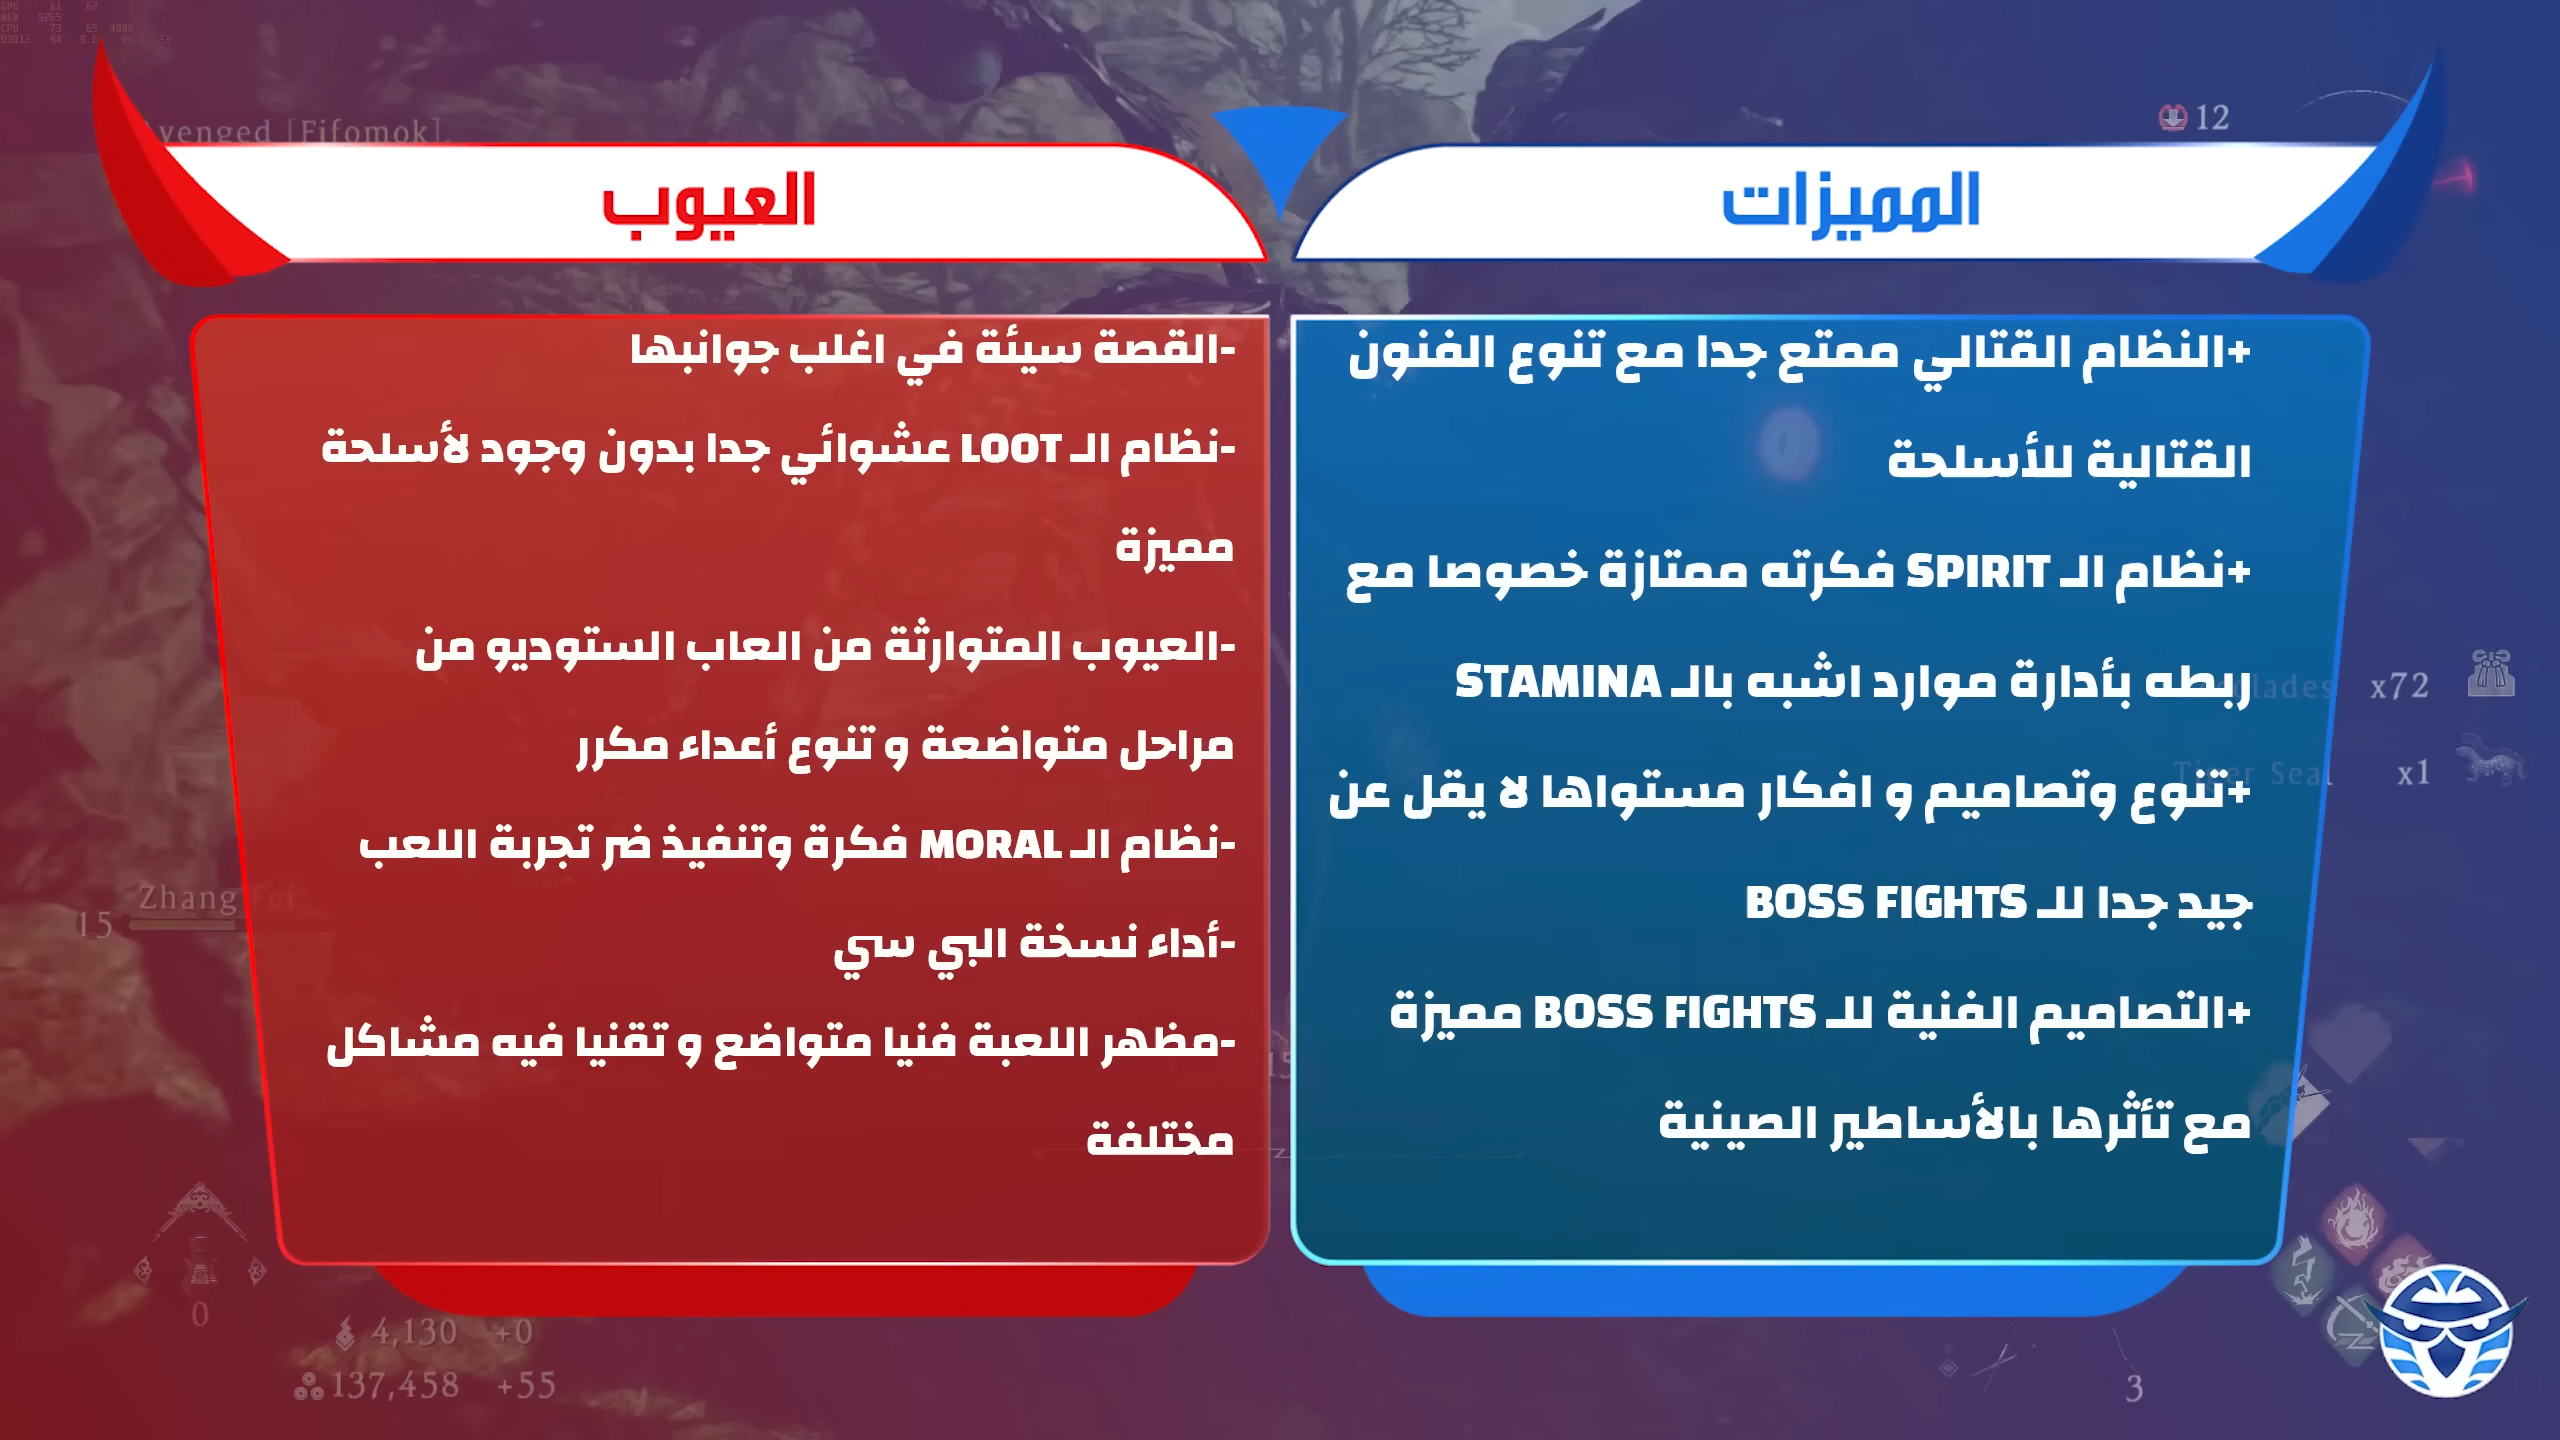 المميزات
+النظام القتالي ممتع جدا مع تنوع الفنون
القتالية للأسلحة
+نظام الـ SPIRIT فكرته ممتازة خصوصا مع
ربطه بأدارة موارد اشبه بالـ STAMINA
+تنوع وتصاميم و افكار مستواها لا يقل عن
جيد جدا للـ BOSS FIGHTS
+التصاميم الفنية للـ BOSS FIGHTS مميزة
مع تأثرها بالأساطير الصينية
العيوب
-القصة سيئة في اغلب جوانبها
-نظام الـ LOOT عشوائي جدا بدون وجود لأسلحة
مميزة
-العيوب المتوارثة من العاب الستوديو من
مراحل متواضعة و تنوع أعداء مكرر
-نظام الـ MORAL فكرة وتنفيذ ضر تجربة اللعب
-أداء نسخة البي سي
-مظهر اللعبة فنيا متواضع و تقنيا فيه مشاكل
مختلفة
venged [Fifomok].
12
x72
Tiger Seal x1
Zhang Fei
15
0
4,130 +0
137,458 +55
3